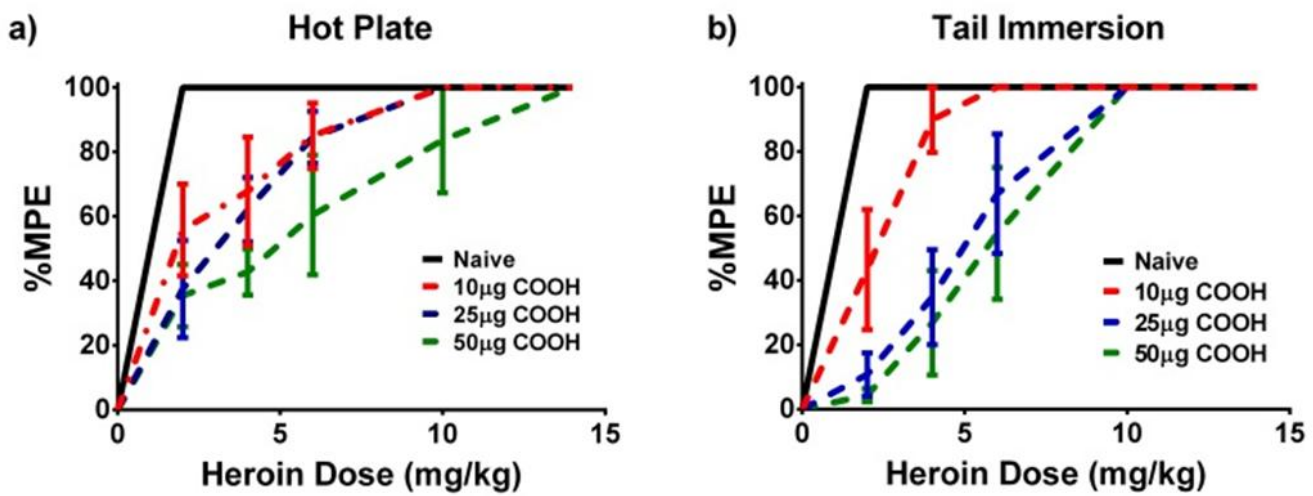 a)
Hot Plate
%MPE
100
80
60
40
20
0
0 5 10 15
Heroin Dose (mg/kg)
Naive
10μg COOH
25μg COOH
50μg COOH
b)
Tail Immersion
%MPE
100
80
60
40
20
0
0 5 10 15
Heroin Dose (mg/kg)
Naive
10μg COOH
25μg COOH
50μg COOH